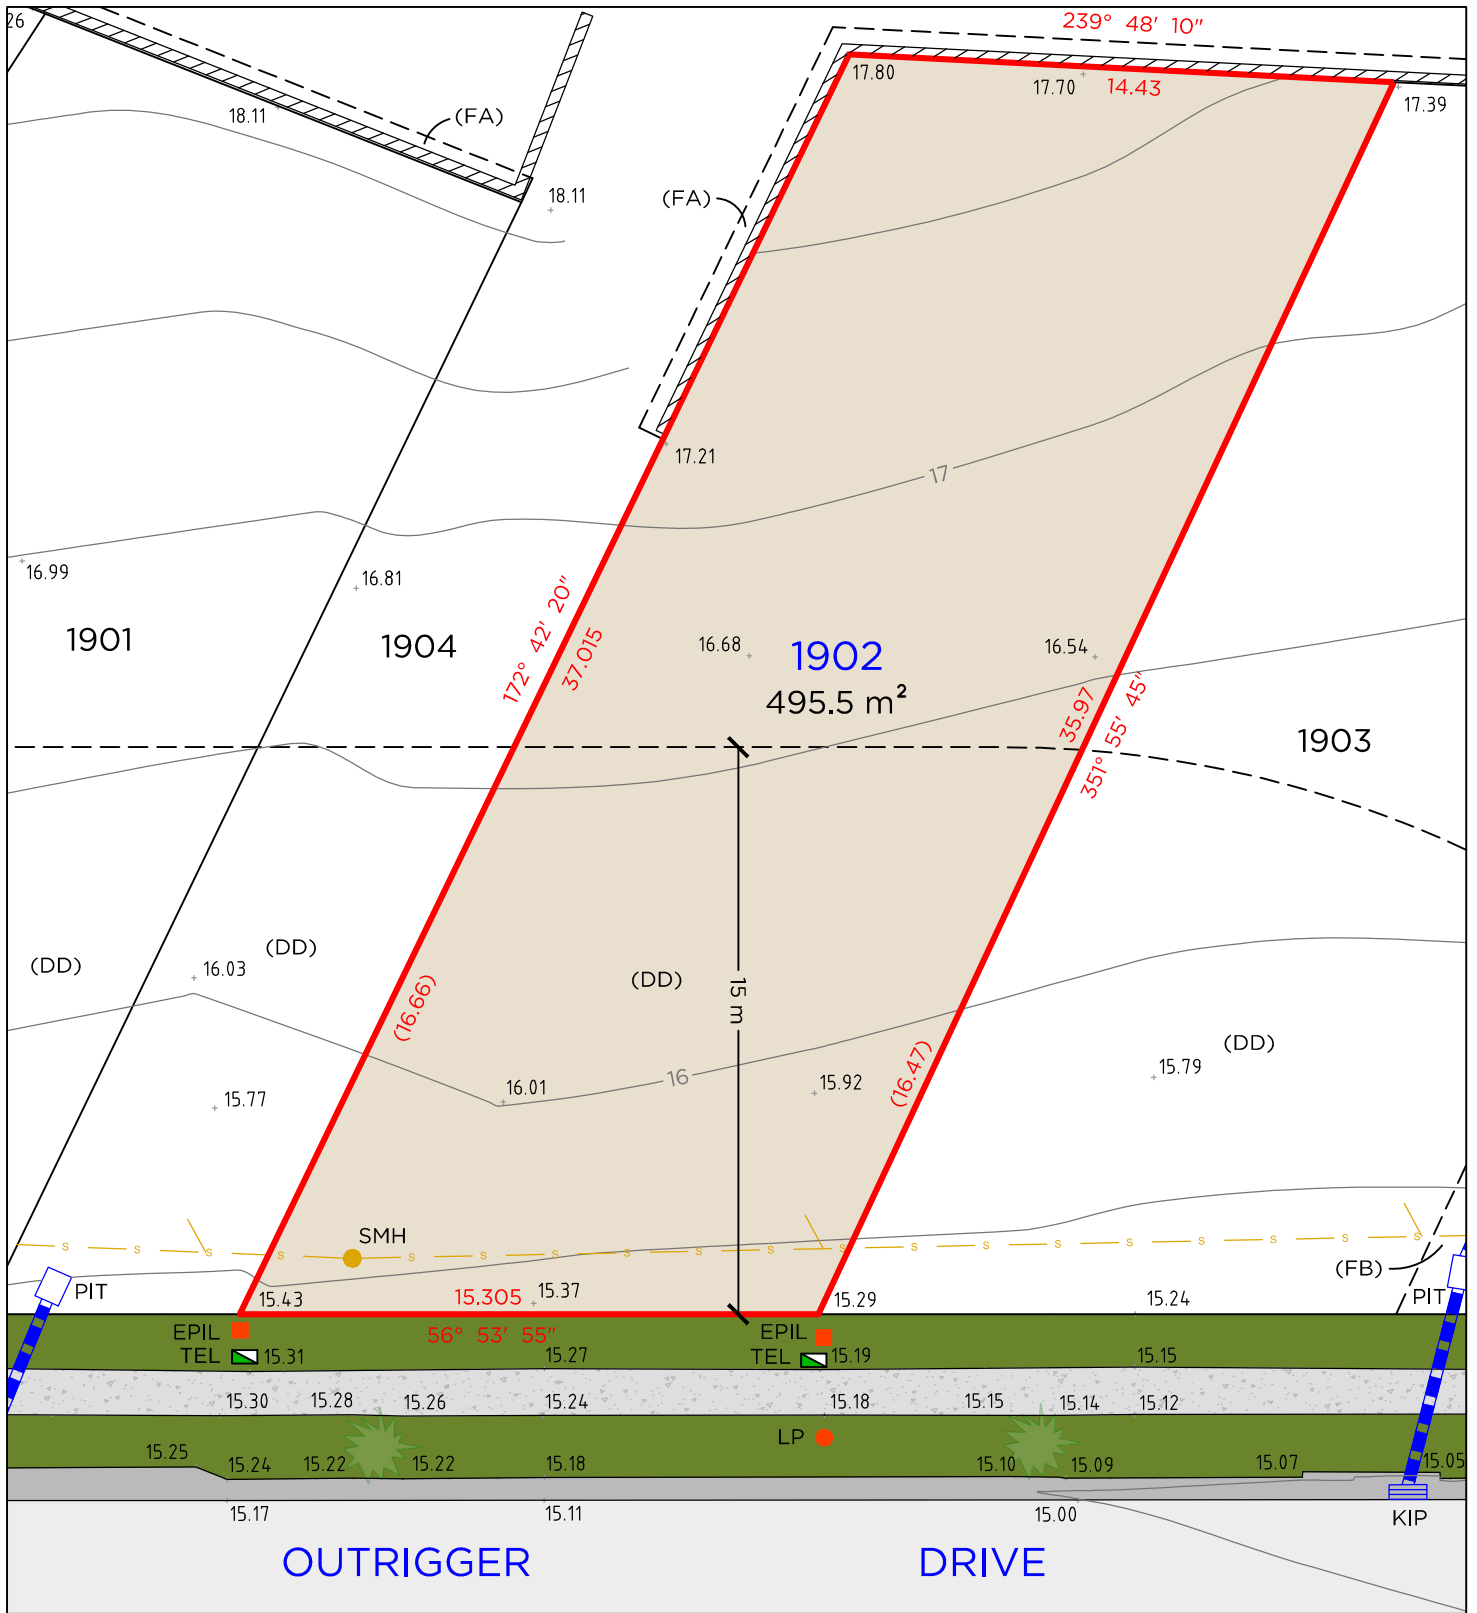 26
239° 48' 10"
17.80
17.70
14.43
17.39
18.11
(FA)
18.11
(FA)
17.21
17
16.99
16.81
172° 42' 20"
37.015
1901
1904
16.68
1902
16.54
495.5 m²
35.97
351° 55' 45"
1903
(DD)
16.03
(DD)
(DD)
15 m
(16.66)
(16.47)
(DD)
15.77
16.01
16
15.92
15.79
SMH
s s s s s s s s s s s s s s s s s s s
(FB)
PIT
15.43
15.305
15.37
15.29
15.24
PIT
EPIL
56° 53' 55"
EPIL
TEL
15.31
15.27
TEL
15.19
15.15
15.30
15.28
15.26
15.24
15.18
15.15
15.14
15.12
LP
15.25
15.24
15.22
15.22
15.18
15.10
15.09
15.07
15.05
15.17
15.11
15.00
KIP
OUTRIGGER DRIVE